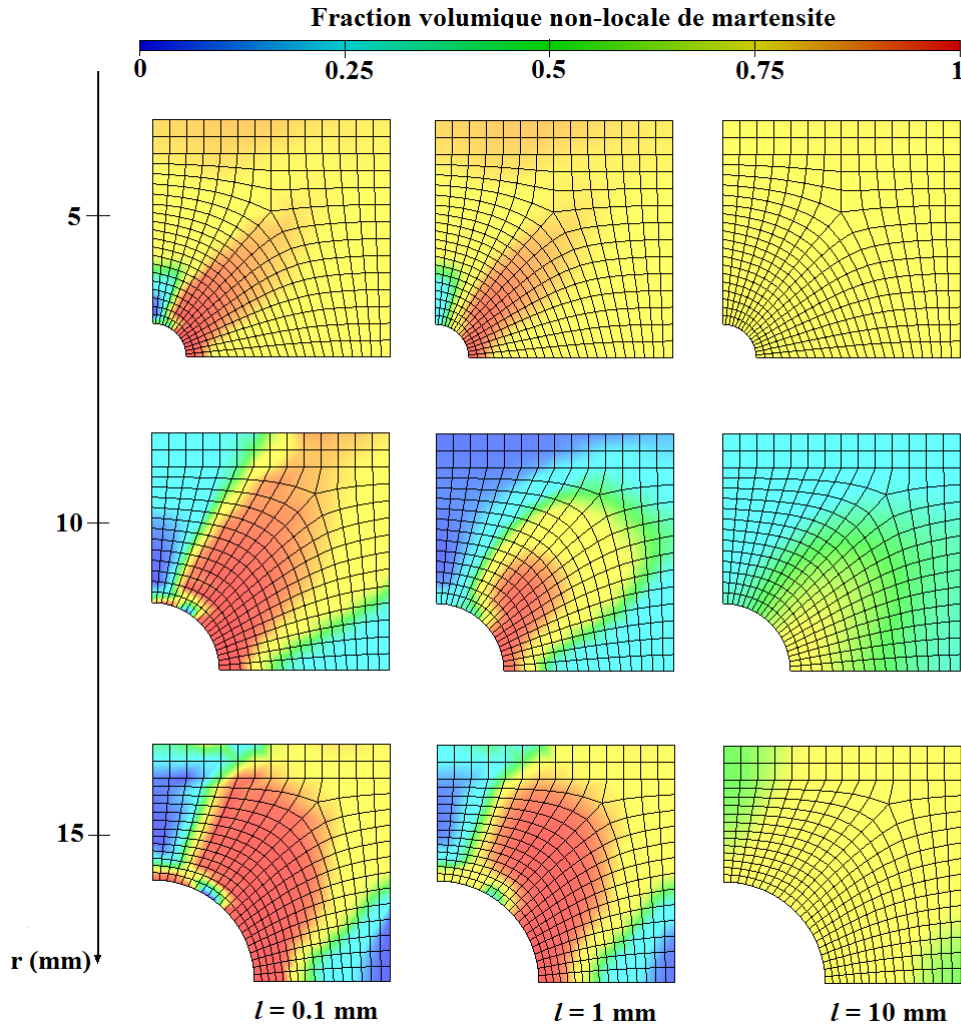 Fraction volumique non-locale de martensite
0 0.25 0.5 0.75 1
5
10
15
r (mm)
l = 0.1 mm l = 1 mm l = 10 mm